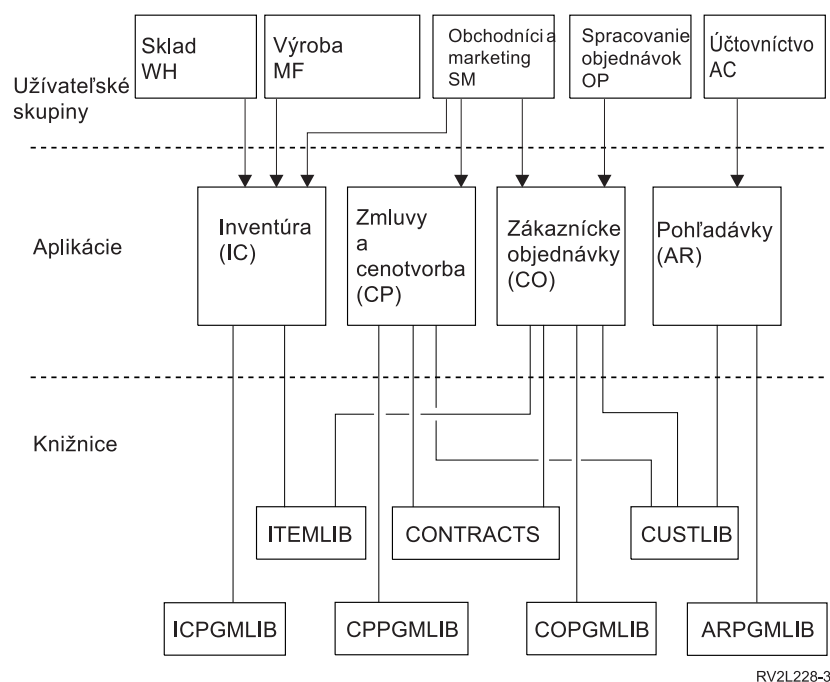 Sklad
WH
Výroba
MF
Obchodníci a
marketing
SM
Spracovanie
objednávok
OP
Účtovníctvo
AC
Užívateľské
skupiny
Aplikácie
Inventúra
(IC)
Zmluvy
a
cenotvorba
(CP)
Zákaznícke
objednávky
(CO)
Pohľadávky
(AR)
Knižnice
ITEMLIB
CONTRACTS
CUSTLIB
ICPGMLIB
CPPGMLIB
COPGMLIB
ARPGMLIB
RV2L228-3